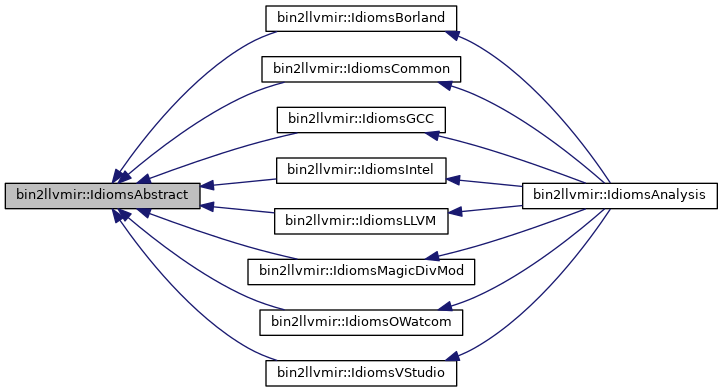 bin2llvmir::IdiomsBorland
bin2llvmir::IdiomsCommon
bin2llvmir::IdiomsGCC
bin2llvmir::IdiomsIntel
bin2llvmir::IdiomsAbstract
bin2llvmir::IdiomsAnalysis
bin2llvmir::IdiomsLLVM
bin2llvmir::IdiomsMagicDivMod
bin2llvmir::IdiomsOWatcom
bin2llvmir::IdiomsVStudio